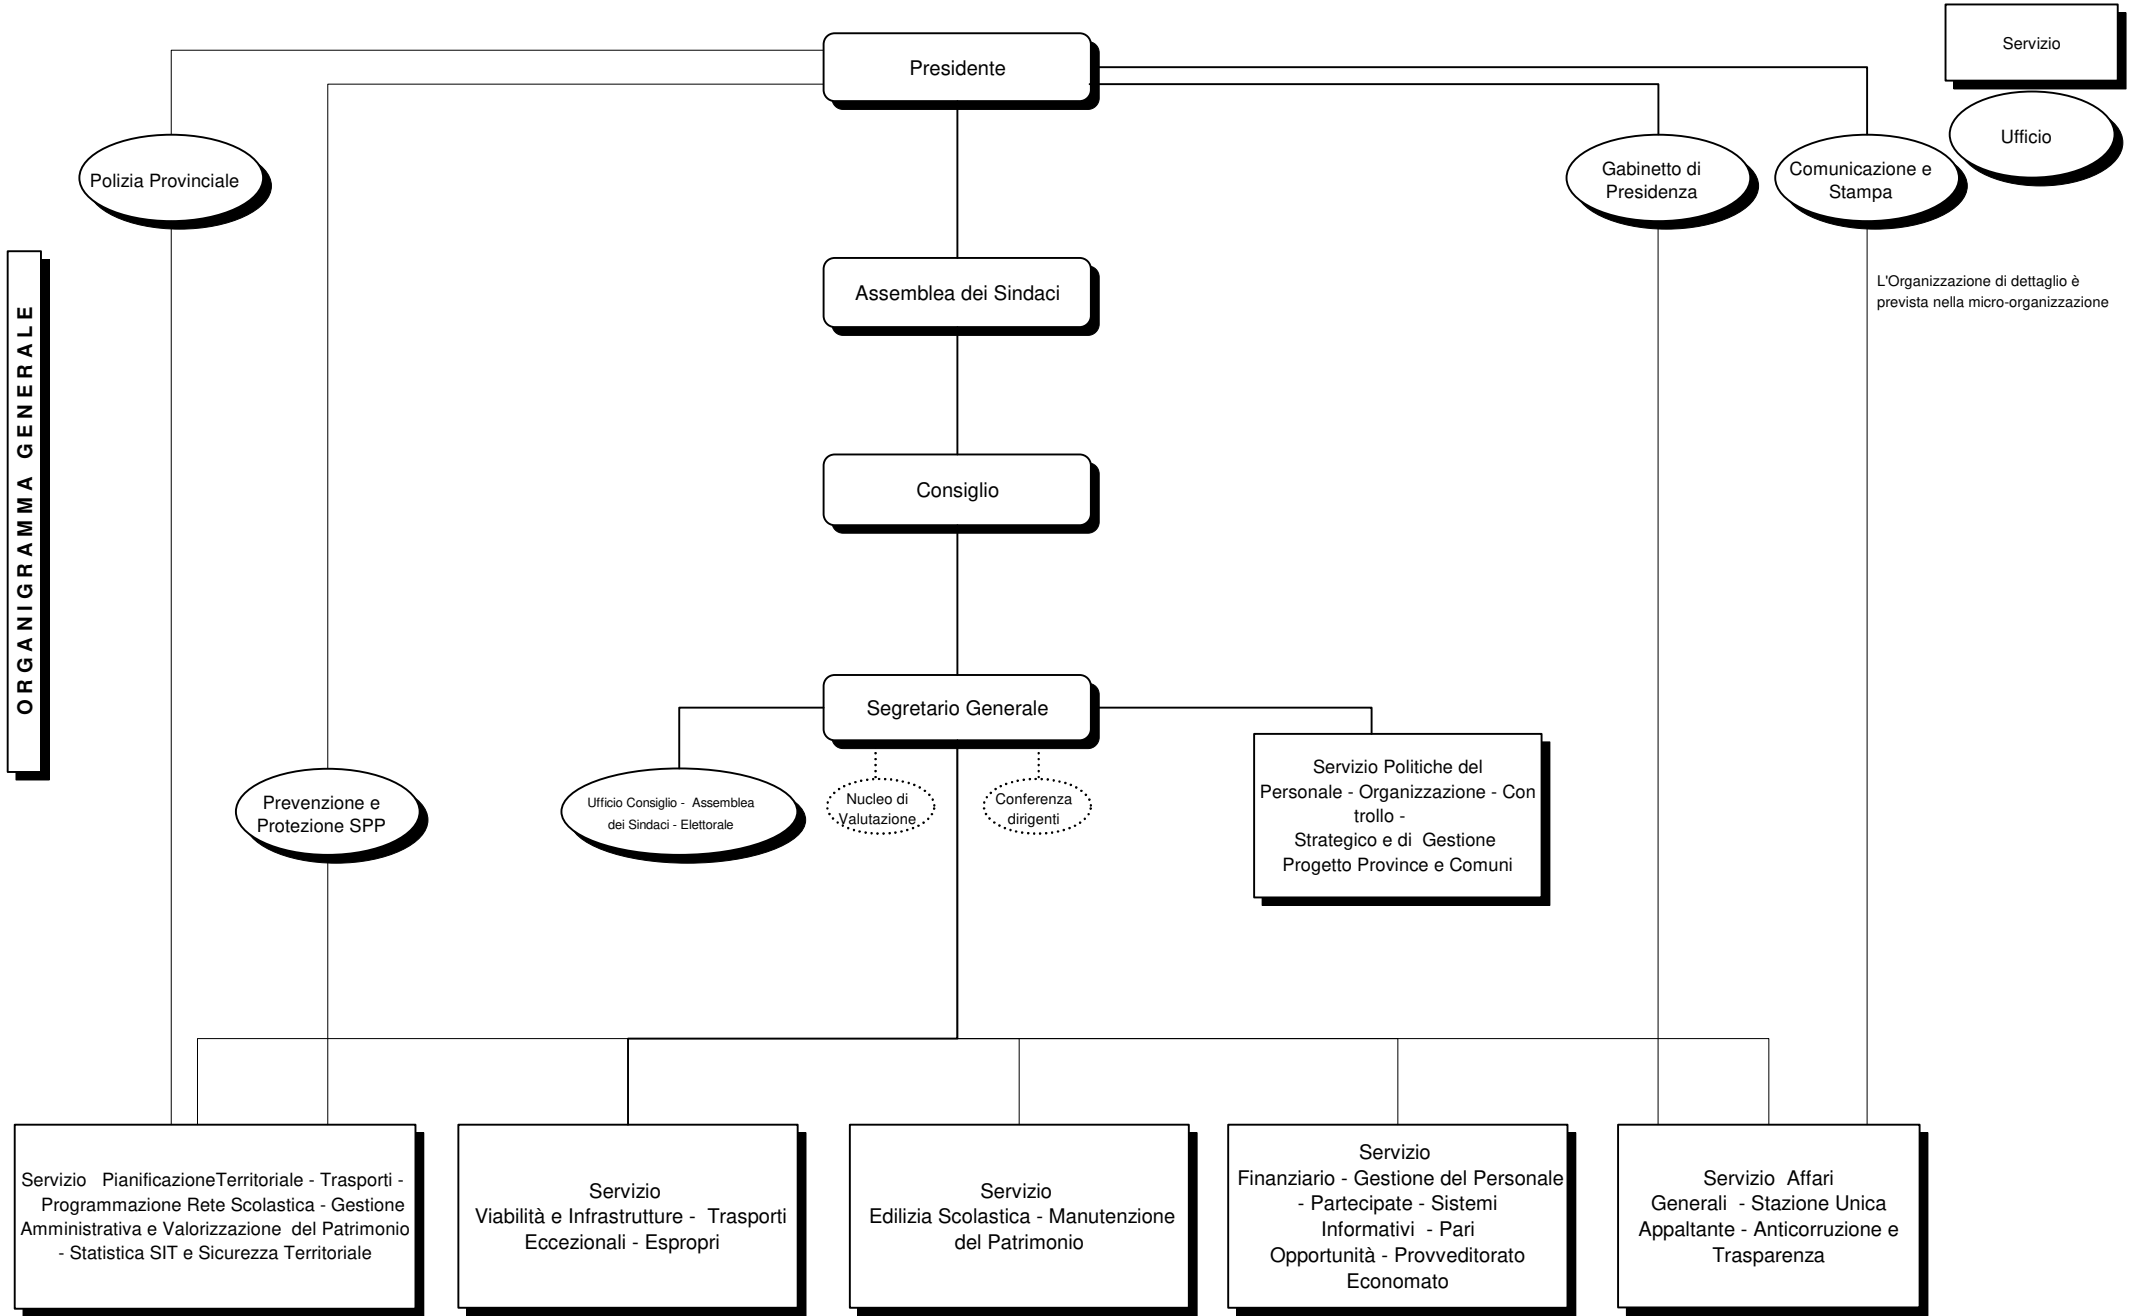 Presidente
Servizio
Ufficio
Polizia Provinciale
Gabinetto di
Presidenza
Comunicazione e
Stampa
ORGANIGRAMMA GENERALE
Assemblea dei Sindaci
L'Organizzazione di dettaglio è
prevista nella micro-organizzazione
Consiglio
Segretario Generale
Prevenzione e
Protezione SPP
Ufficio Consiglio - Assemblea
dei Sindaci - Elettorale
Nucleo di
Valutazione
Conferenza
dirigenti
Servizio Politiche del
Personale - Organizzazione - Con
trollo -
Strategico e di Gestione
Progetto Province e Comuni
Servizio PianificazioneTerritoriale - Trasporti -
Programmazione Rete Scolastica - Gestione
Amministrativa e Valorizzazione del Patrimonio
- Statistica SIT e Sicurezza Territoriale
Servizio
Viabilità e Infrastrutture - Trasporti
Eccezionali - Espropri
Servizio
Edilizia Scolastica - Manutenzione
del Patrimonio
Servizio
Finanziario - Gestione del Personale
- Partecipate - Sistemi
Informativi - Pari
Opportunità - Provveditorato
Economato
Servizio Affari
Generali - Stazione Unica
Appaltante - Anticorruzione e
Trasparenza